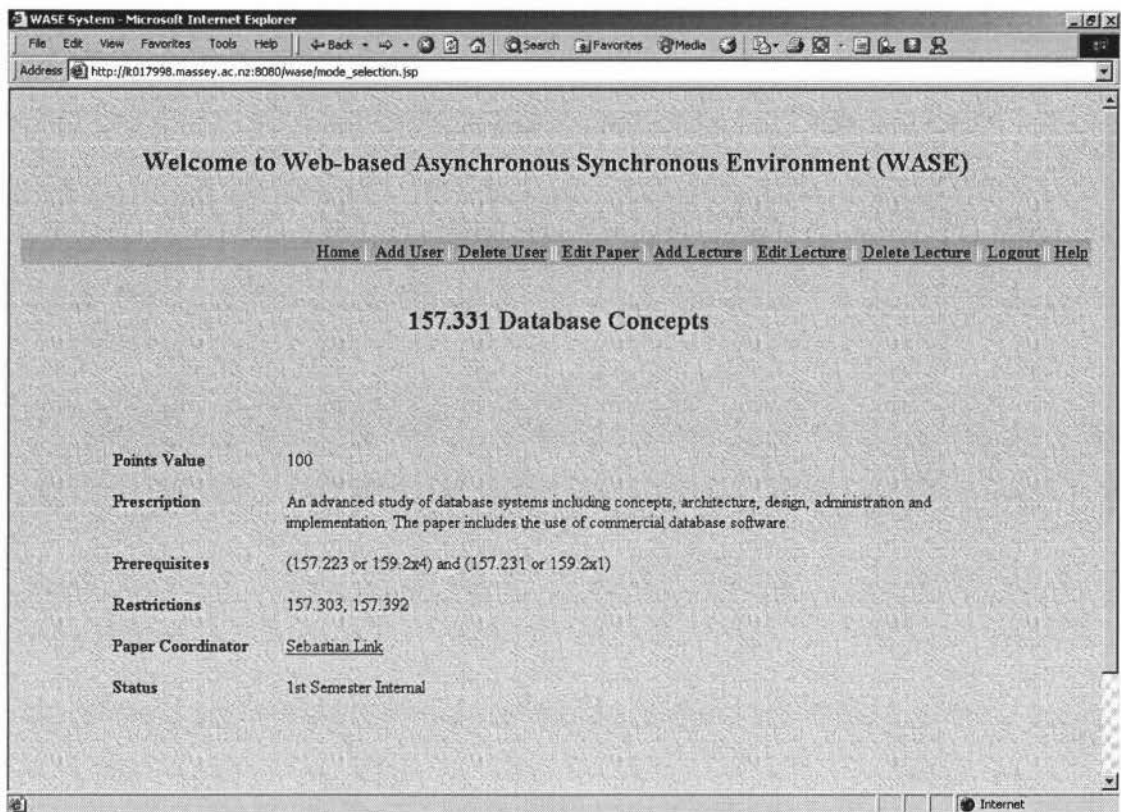 WASE System - Microsoft Internet Explorer
File Edit View Favorites Tools Help Back Search Favorites Media
Address http://it017998.massey.ac.nz:8080/wase/mode_selection.jsp
Welcome to Web-based Asynchronous Synchronous Environment (WASE)
Home | Add User | Delete User | Edit Paper | Add Lecture | Edit Lecture | Delete Lecture | Logout | Help
157.331 Database Concepts
Points Value 100
Prescription An advanced study of database systems including concepts, architecture, design, administration and
implementation. The paper includes the use of commercial database software.
Prerequisites (157.223 or 159.2x4) and (157.231 or 159.2x1)
Restrictions 157.303, 157.392
Paper Coordinator Sebastian Link
Status 1st Semester Internal
Internet